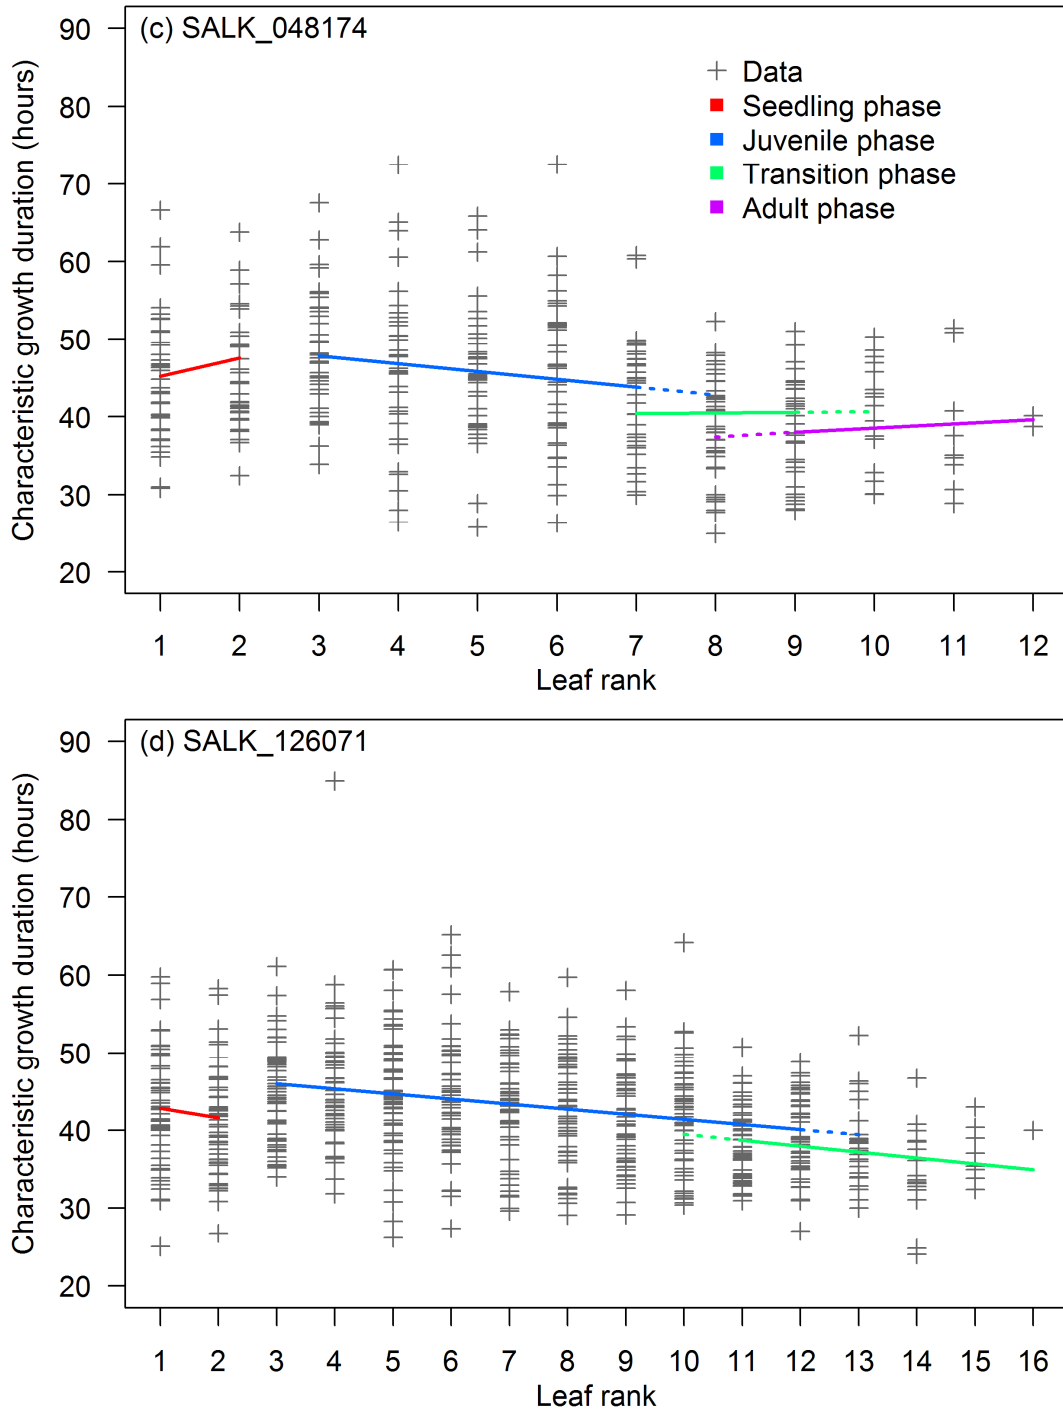 (c) SALK_048174
Characteristic growth duration (hours)
90
80
70
60
50
40
30
20
Data
Seedling phase
Juvenile phase
Transition phase
Adult phase
1 2 3 4 5 6 7 8 9 10 11 12
Leaf rank
(d) SALK_126071
Characteristic growth duration (hours)
90
80
70
60
50
40
30
20
1 2 3 4 5 6 7 8 9 10 11 12 13 14 15 16
Leaf rank